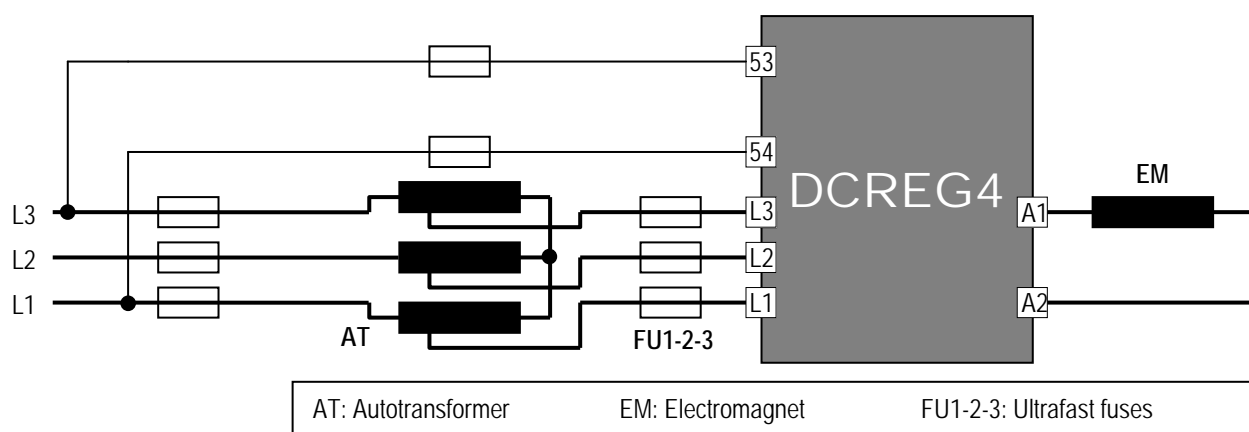 53
54
DCREG4
EM
L3 L3 A1
L2 L2
L1 L1 A2
AT FU1-2-3
AT: Autotransformer EM: Electromagnet FU1-2-3: Ultrafast fuses